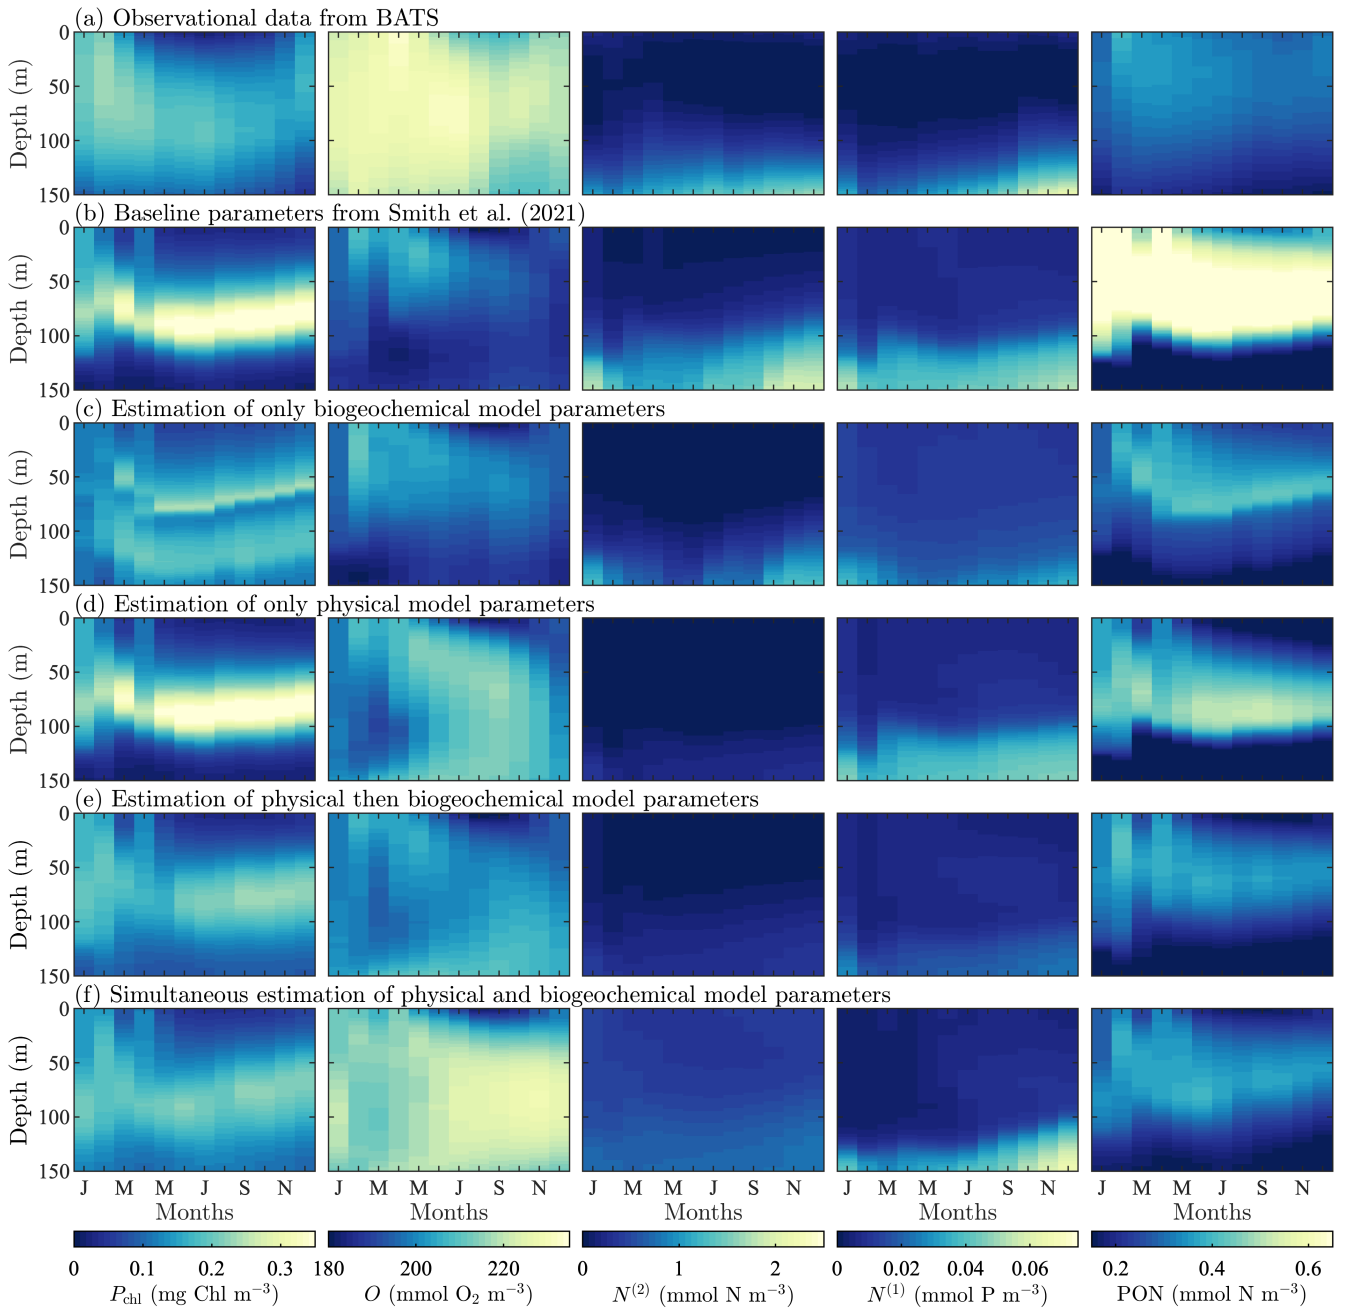 (a) Observational data from BATS
0
50
100
150
Depth (m)
(b) Baseline parameters from Smith et al. (2021)
0
50
100
150
Depth (m)
(c) Estimation of only biogeochemical model parameters
0
50
100
150
Depth (m)
(d) Estimation of only physical model parameters
0
50
100
150
Depth (m)
(e) Estimation of physical then biogeochemical model parameters
0
50
100
150
Depth (m)
(f) Simultaneous estimation of physical and biogeochemical model parameters
0
50
100
150
Depth (m)
J M M J S N J M M J S N J M M J S N J M M J S N J M M J S N
Months Months Months Months Months
0 0.1 0.2 0.3 180 200 220 0 1 2 0 0.02 0.04 0.06 0.2 0.4 0.6
P_chl (mg Chl m⁻³) O (mmol O₂ m⁻³) N⁽²⁾ (mmol N m⁻³) N⁽¹⁾ (mmol P m⁻³) PON (mmol N m⁻³)